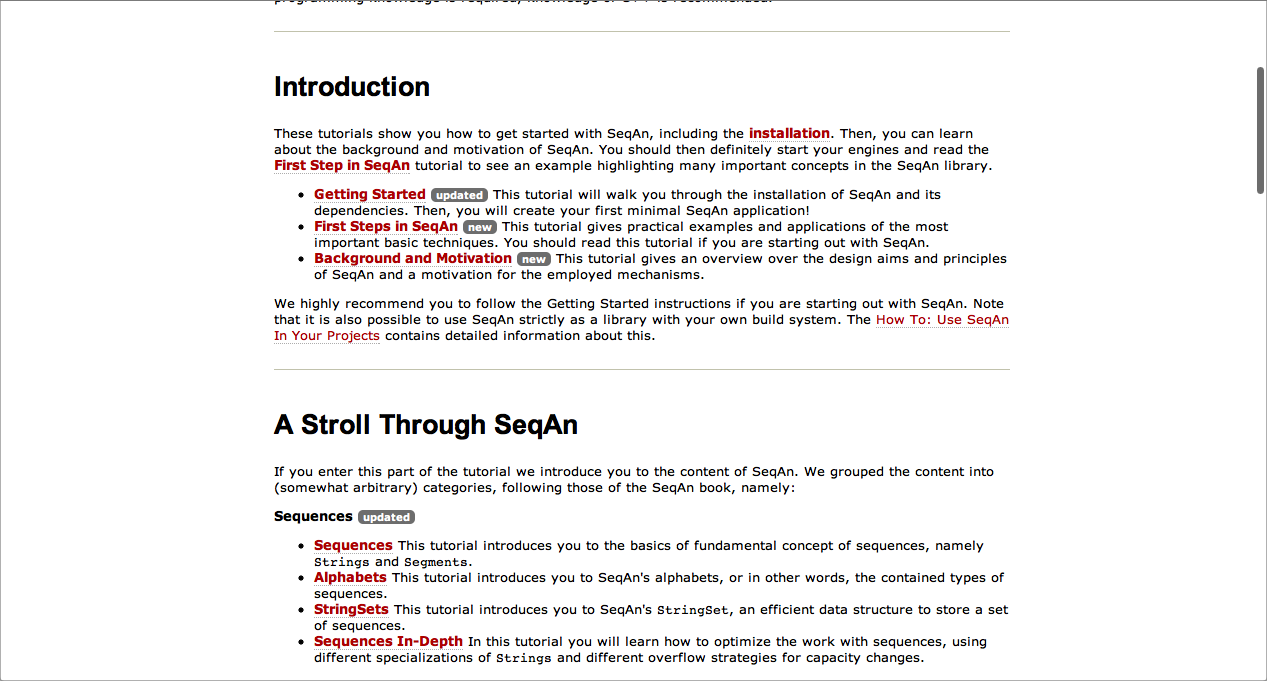 programming knowledge is required, knowledge of C++ is recommended.
Introduction
These tutorials show you how to get started with SeqAn, including the installation. Then, you can learn
about the background and motivation of SeqAn. You should then definitely start your engines and read the
First Step in SeqAn tutorial to see an example highlighting many important concepts in the SeqAn library.
• Getting Started updated This tutorial will walk you through the installation of SeqAn and its
dependencies. Then, you will create your first minimal SeqAn application!
• First Steps in SeqAn new This tutorial gives practical examples and applications of the most
important basic techniques. You should read this tutorial if you are starting out with SeqAn.
• Background and Motivation new This tutorial gives an overview over the design aims and principles
of SeqAn and a motivation for the employed mechanisms.
We highly recommend you to follow the Getting Started instructions if you are starting out with SeqAn. Note
that it is also possible to use SeqAn strictly as a library with your own build system. The How To: Use SeqAn
In Your Projects contains detailed information about this.
A Stroll Through SeqAn
If you enter this part of the tutorial we introduce you to the content of SeqAn. We grouped the content into
(somewhat arbitrary) categories, following those of the SeqAn book, namely:
Sequences updated
• Sequences This tutorial introduces you to the basics of fundamental concept of sequences, namely
Strings and Segments.
• Alphabets This tutorial introduces you to SeqAn's alphabets, or in other words, the contained types of
sequences.
• StringSets This tutorial introduces you to SeqAn's StringSet, an efficient data structure to store a set
of sequences.
• Sequences In-Depth In this tutorial you will learn how to optimize the work with sequences, using
different specializations of Strings and different overflow strategies for capacity changes.